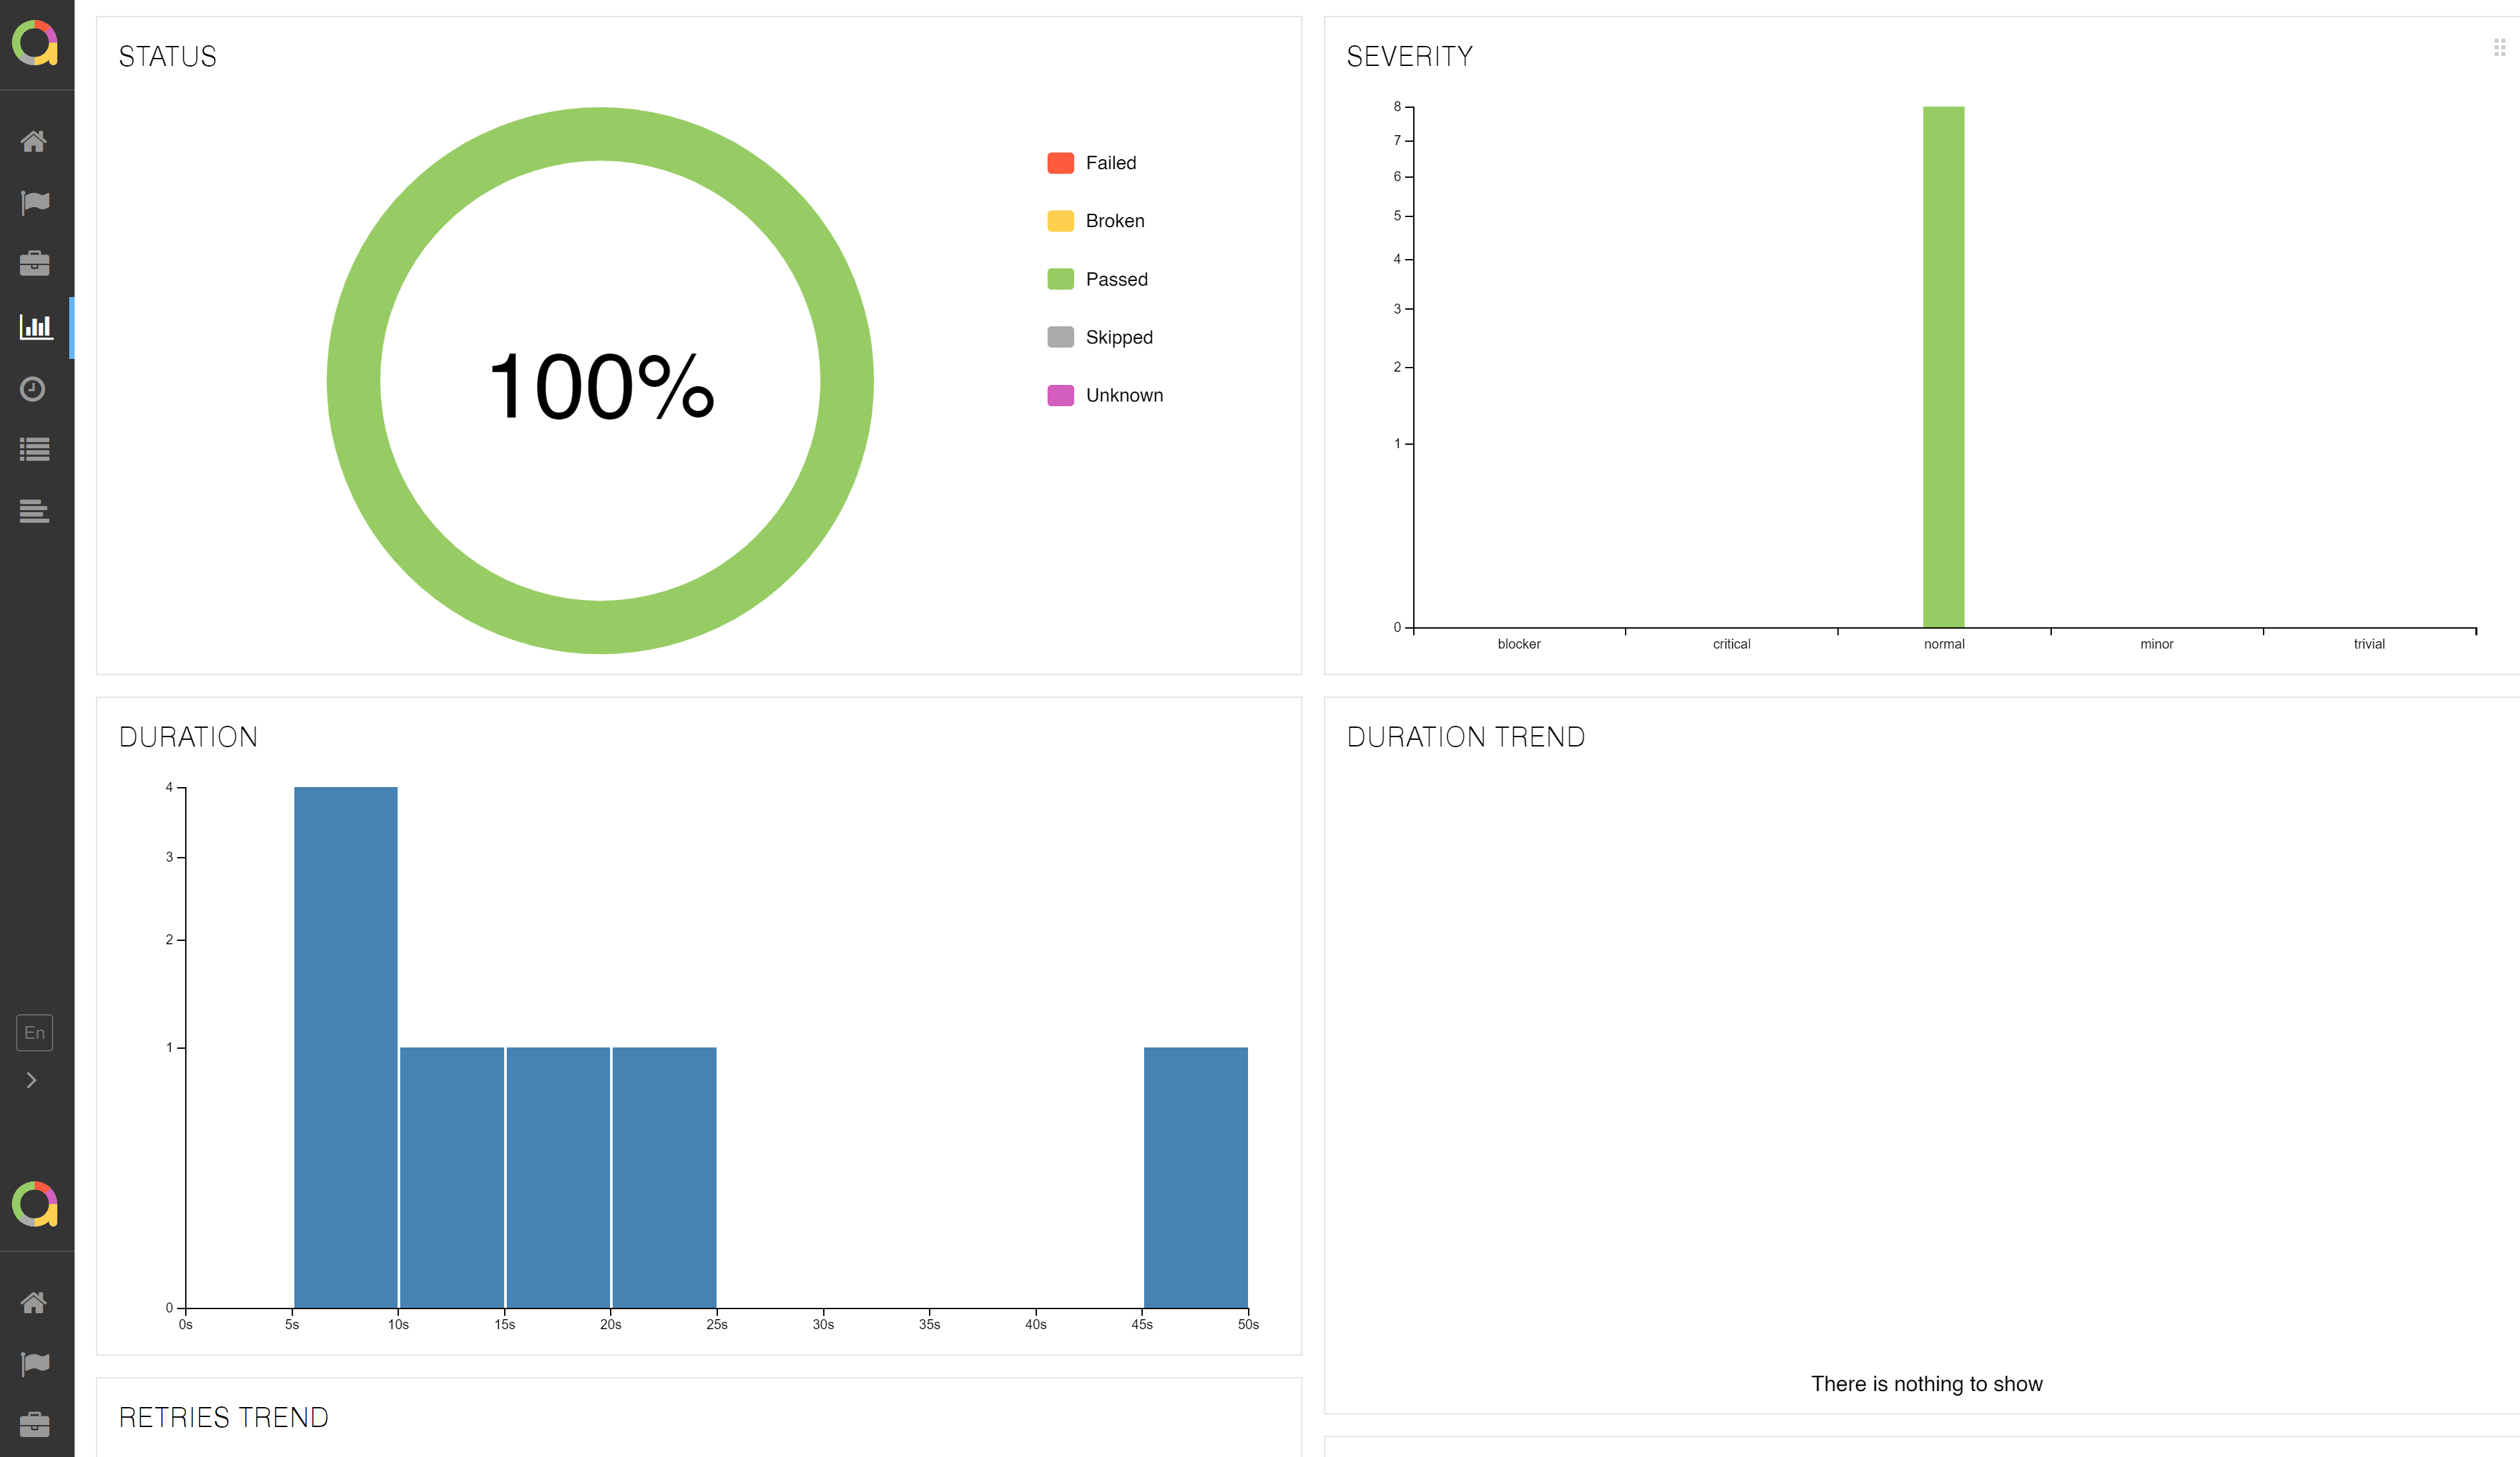 STATUS
100%
Failed
Broken
Passed
Skipped
Unknown
SEVERITY
8
7
6
5
4
3
2
1
0
blocker critical normal minor trivial
DURATION
4
3
2
1
0
0s 5s 10s 15s 20s 25s 30s 35s 40s 45s 50s
DURATION TREND
There is nothing to show
RETRIES TREND
En